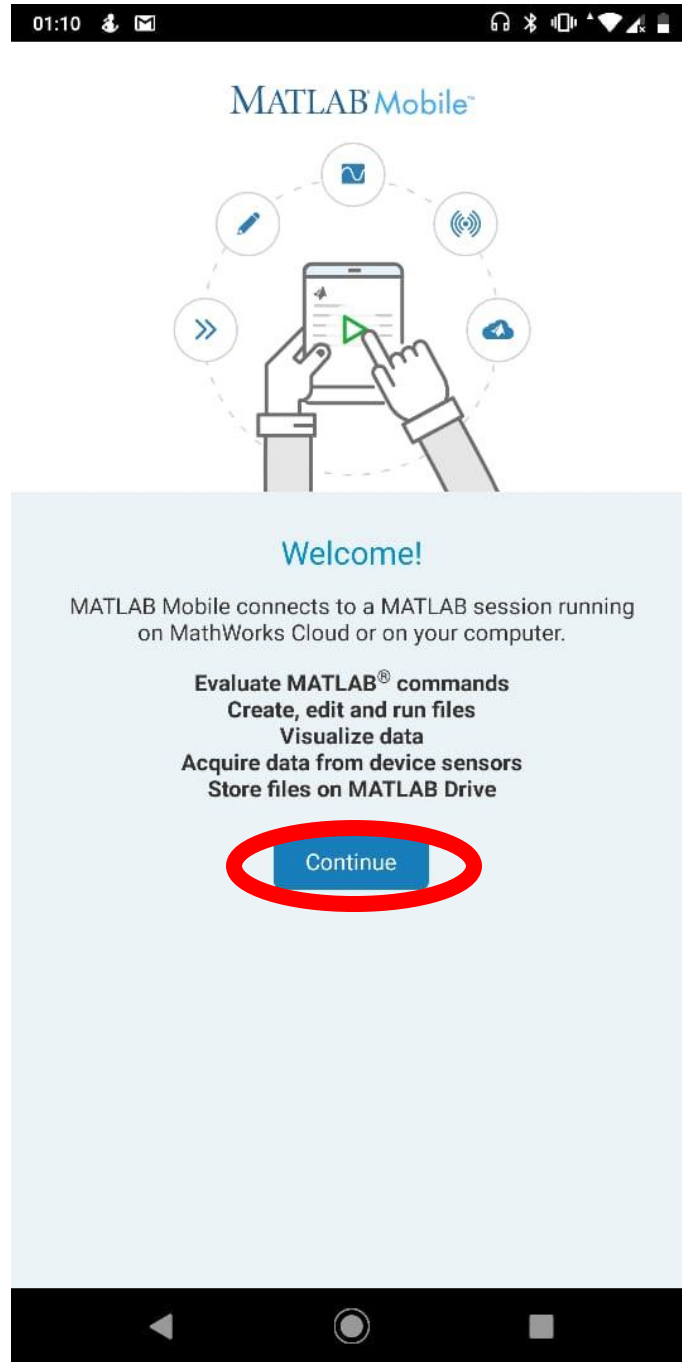 01:10
MATLAB Mobile™
Welcome!
MATLAB Mobile connects to a MATLAB session running
on MathWorks Cloud or on your computer.
Evaluate MATLAB® commands
Create, edit and run files
Visualize data
Acquire data from device sensors
Store files on MATLAB Drive
Continue